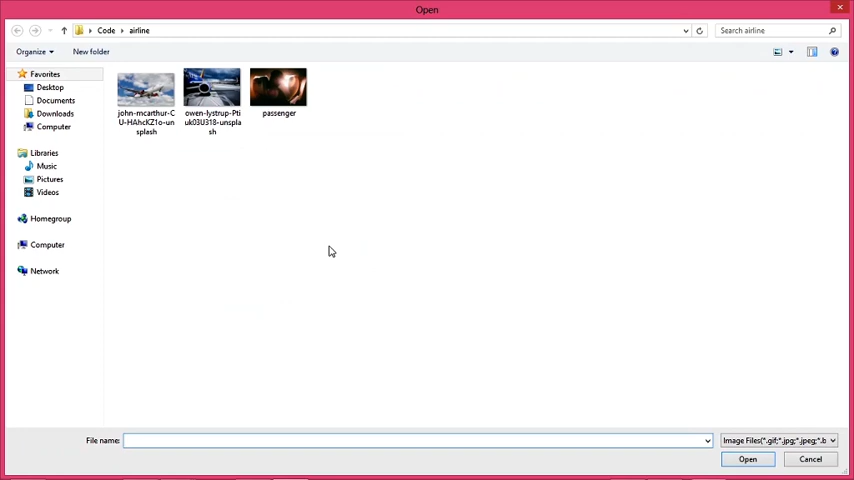 Open
Code airline
Search airline
Organize
New folder
Favorites
Desktop
Documents
Downloads
Computer
Libraries
Music
Pictures
Videos
Homegroup
Computer
Network
john-mcarthur-C
U-HAhcKZ1o-un
splash
owen-lystrup-Pti
uk03U318-unspla
sh
passenger
File name:
Image Files(*.gif;*.jpg;*.jpeg;*.b
Open
Cancel